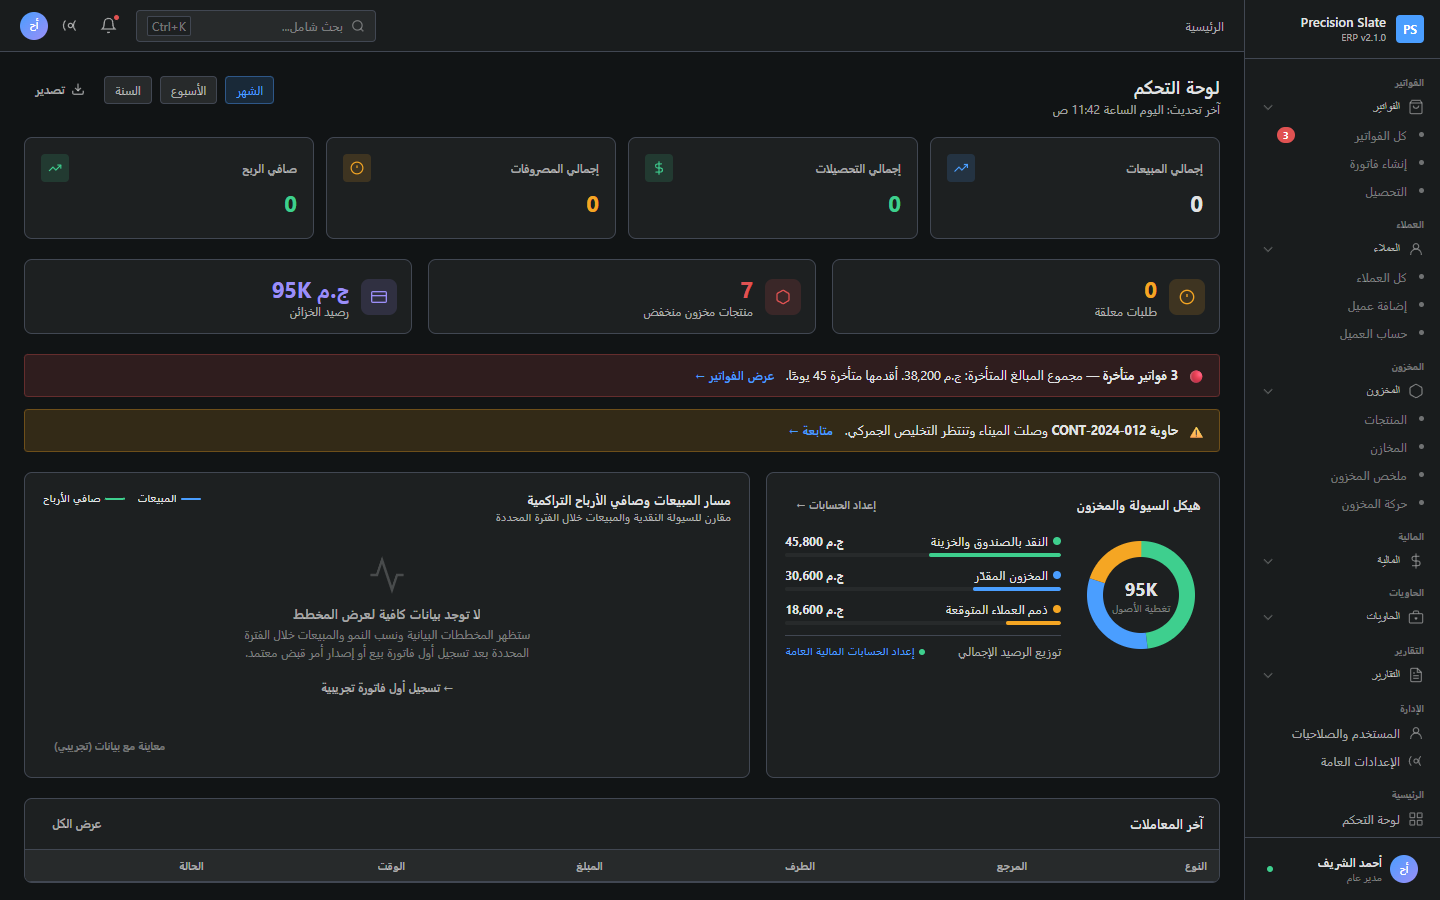 PS
Precision Slate
ERP v2.1.0
الفواتير
الفواتير
كل الفواتير
3
إنشاء فاتورة
التحصيل
العملاء
العملاء
كل العملاء
إضافة عميل
حساب العميل
المخزون
المخزون
المنتجات
المخازن
ملخص المخزون
حركة المخزون
المالية
المالية
الحاويات
الحاويات
التقارير
التقارير
الإدارة
المستخدم والصلاحيات
الإعدادات العامة
الرئيسية
لوحة التحكم
أح
أحمد الشريف
مدير عام
الرئيسية
بحث شامل...
Ctrl+K
أح
لوحة التحكم
آخر تحديث: اليوم الساعة 11:42 ص
الشهر
الأسبوع
السنة
تصدير
إجمالي المبيعات
0
إجمالي التحصيلات
0
إجمالي المصروفات
0
صافي الربح
0
0
طلبات معلقة
7
منتجات مخزون منخفض
ج.م 95K
رصيد الخزائن
3 فواتير متأخرة — مجموع المبالغ المتأخرة: ج.م 38,200. أقدمها متأخرة 45 يومًا. عرض الفواتير ←
حاوية CONT-2024-012 وصلت الميناء وتنتظر التخليص الجمركي. متابعة ←
هيكل السيولة والمخزون
إعداد الحسابات ←
95K
تغطية الأصول
النقد بالصندوق والخزينة
ج.م 45,800
المخزون المقدّر
ج.م 30,600
ذمم العملاء المتوقعة
ج.م 18,600
توزيع الرصيد الإجمالي
إعداد الحسابات المالية العامة
مسار المبيعات وصافي الأرباح التراكمية
مقارن للسيولة النقدية والمبيعات خلال الفترة المحددة
المبيعات
صافي الأرباح
لا توجد بيانات كافية لعرض المخطط
ستظهر المخططات البيانية ونسب النمو والمبيعات خلال الفترة
المحددة بعد تسجيل أول فاتورة بيع أو إصدار أمر قبض معتمد.
← تسجيل أول فاتورة تجريبية
معاينة مع بيانات (تجريبي)
آخر المعاملات
عرض الكل
النوع
المرجع
الطرف
المبلغ
الوقت
الحالة